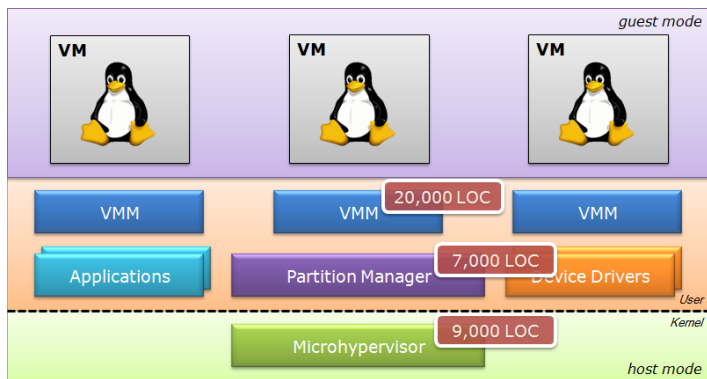 guest mode
VM
VM
VM
20,000 LOC
VMM
VMM
VMM
7,000 LOC
Applications
Partition Manager
Device Drivers
User
Kernel
9,000 LOC
Microhypervisor
host mode